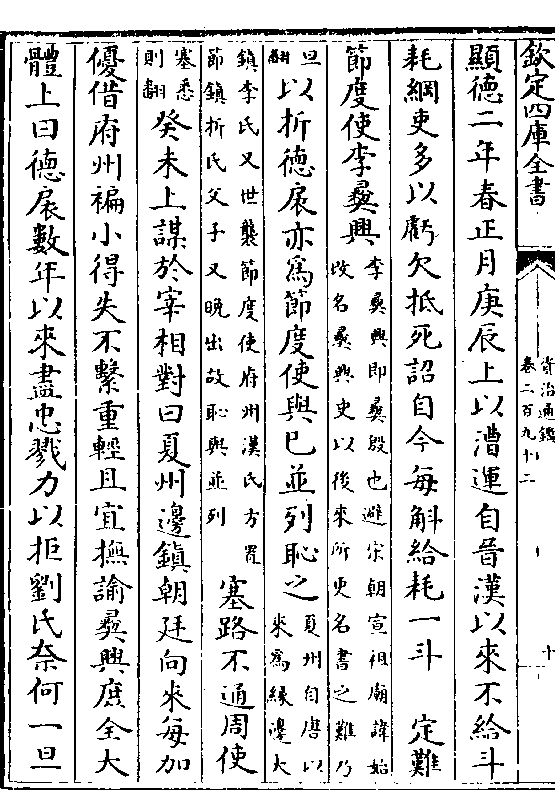 欽定四庫全書
資治通鑑
卷二百九十二
十
顯德二年春正月庚辰上以漕運自晉漢以來不給斗
耗綱吏多以虧欠抵死詔自今每斛給耗一斗　定難
節度使李彛興
李彛興即彛殷也避宋朝宣祖廟諱始
改名彛興史以後來所更名書之難乃
旦
翻
以折德扆亦為節度使與已並列恥之
夏州自唐以
來為緣邊大
鎮李氏又世襲節度使府州漢氏方置
節鎮折氏父子又晚出故恥與並列
塞路不通周使
塞悉
則翻
癸未上謀於宰相對曰夏州邊鎮朝廷向來每加
優借府州褊小得失不繫重輕且宜撫諭彛興庶全大
體上曰德扆數年以來盡忠戮力以拒劉氏奈何一旦